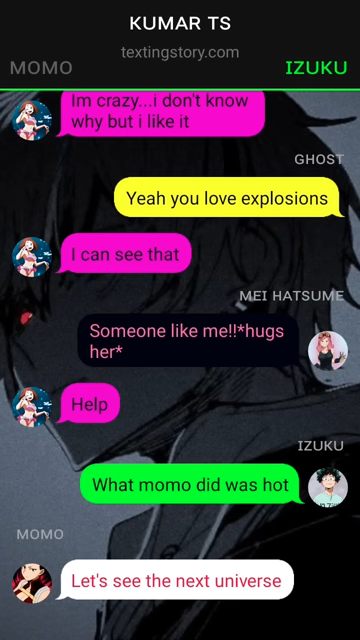 KUMAR TS
textingstory.com
MOMO
IZUKU
Im crazy...i don't know
why but i like it
GHOST
Yeah you love explosions
I can see that
MEI HATSUME
Someone like me!!*hugs
her*
Help
IZUKU
What momo did was hot
MOMO
Let's see the next universe